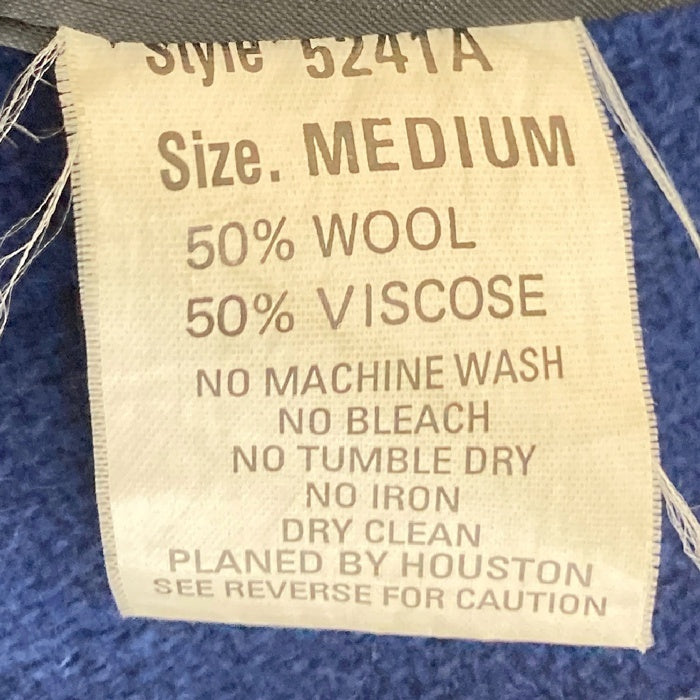 Style 5241A
Size. MEDIUM
50% WOOL
50% VISCOSE
NO MACHINE WASH
NO BLEACH
NO TUMBLE DRY
NO IRON
DRY CLEAN
PLANED BY HOUSTON
SEE REVERSE FOR CAUTION